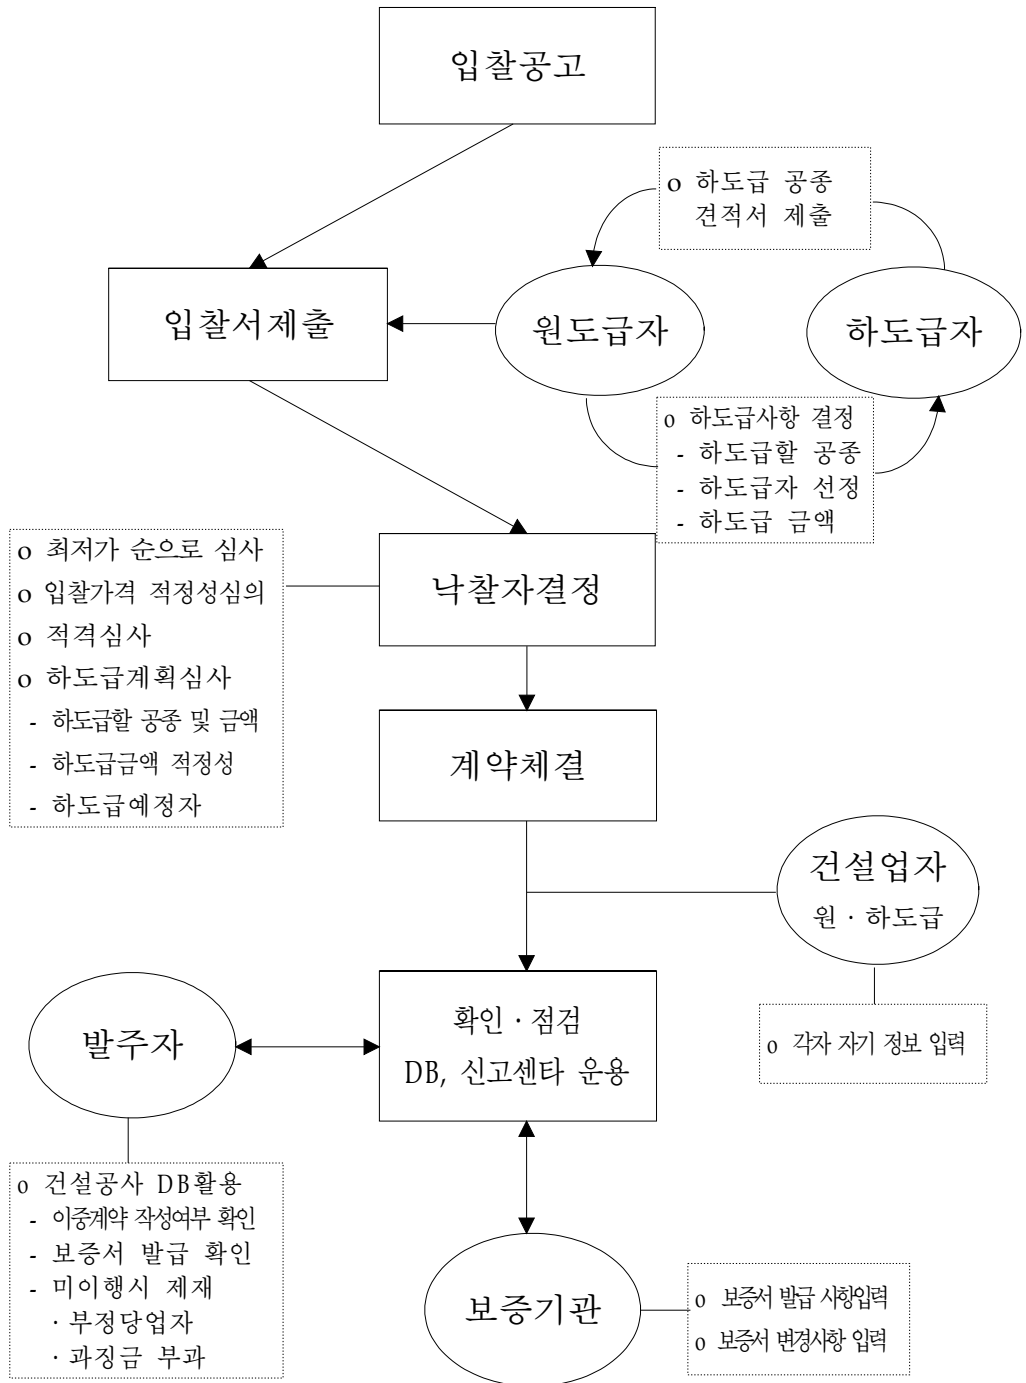 입찰공고
o 하도급 공종
견적서 제출
입찰서제출
원도급자
하도급자
o 하도급사항 결정
- 하도급할 공종
- 하도급자 선정
- 하도급 금액
o 최저가 순으로 심사
o 입찰가격 적정성심의
o 적격심사
o 하도급계획심사
- 하도급할 공종 및 금액
- 하도급금액 적정성
- 하도급예정자
낙찰자결정
계약체결
건설업자
원·하도급
o 각자 자기 정보 입력
발주자
확인·점검
DB, 신고센타 운용
o 건설공사 DB활용
- 이중계약 작성여부 확인
- 보증서 발급 확인
- 미이행시 제재
·부정당업자
·과징금 부과
보증기관
o 보증서 발급 사항입력
o 보증서 변경사항 입력